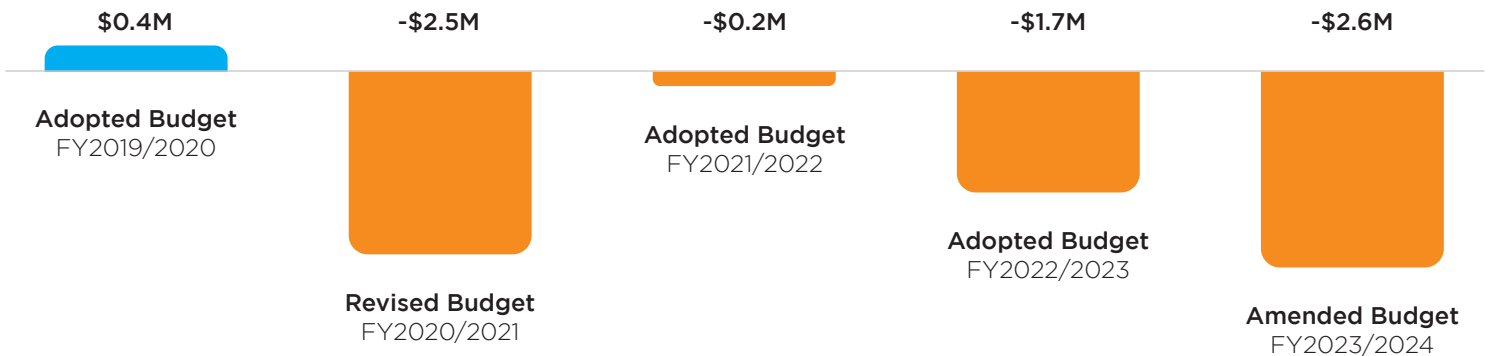 $0.4M
-$2.5M
-$0.2M
-$1.7M
-$2.6M
Adopted Budget
FY2019/2020
Revised Budget
FY2020/2021
Adopted Budget
FY2021/2022
Adopted Budget
FY2022/2023
Amended Budget
FY2023/2024